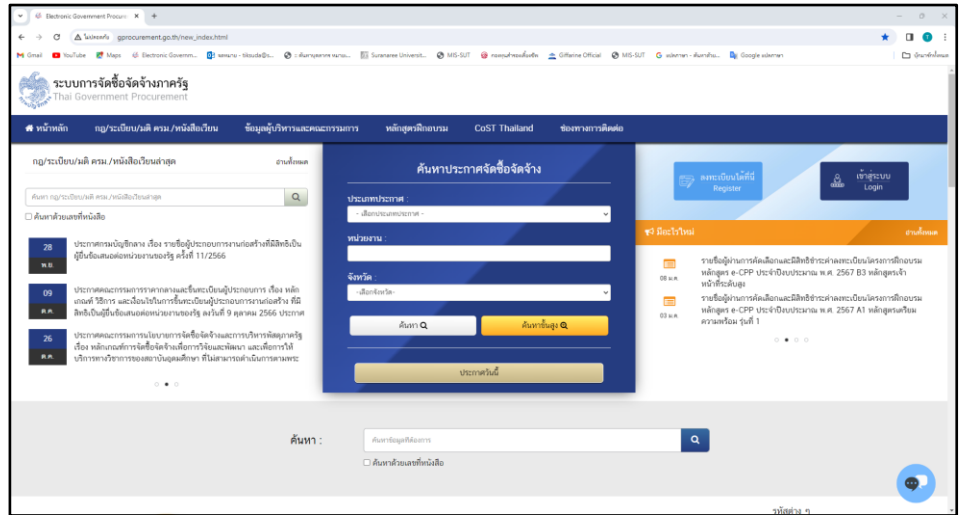 Electronic Government Procure
ไม่ปลอดภัย gprocurement.go.th/new_index.html
Gmail YouTube Maps Electronic Governm... Suranaree Universit... MIS-SUT Giffarine Official MIS-SUT Google แปลภาษา
ระบบการจัดซื้อจัดจ้างภาครัฐ
Thai Government Procurement
หน้าหลัก กฎ/ระเบียบ/มติ ครม./หนังสือเวียน ข้อมูลผู้บริหารและคณะกรรมการ หลักสูตรฝึกอบรม CoST Thailand ช่องทางการติดต่อ
กฎ/ระเบียบ/มติ ครม./หนังสือเวียนล่าสุด อ่านทั้งหมด
ค้นหา กฎ/ระเบียบ/มติ ครม./หนังสือเวียนล่าสุด
ค้นหาด้วยเลขที่หนังสือ
28 พ.ย.
ประกาศกรมบัญชีกลาง เรื่อง รายชื่อผู้ประกอบการงานก่อสร้างที่มีสิทธิเป็น
ผู้ยื่นข้อเสนอต่อหน่วยงานของรัฐ ครั้งที่ 11/2566
09 ต.ค.
ประกาศคณะกรรมการราคากลางและขึ้นทะเบียนผู้ประกอบการ เรื่อง หลัก
เกณฑ์ วิธีการ และเงื่อนไขในการขึ้นทะเบียนผู้ประกอบการงานก่อสร้าง ที่มี
สิทธิเป็นผู้ยื่นข้อเสนอต่อหน่วยงานของรัฐ ลงวันที่ 9 ตุลาคม 2566 ประกาศ
26 ต.ค.
ประกาศคณะกรรมการนโยบายการจัดซื้อจัดจ้างและการบริหารพัสดุภาครัฐ
เรื่อง หลักเกณฑ์การจัดซื้อจัดจ้างเพื่อการวิจัยและพัฒนา และเพื่อการให้
บริการทางวิชาการของสถาบันอุดมศึกษา ที่ไม่สามารถดำเนินการตามพระ
ค้นหาประกาศจัดซื้อจัดจ้าง
ประเภทประกาศ :
- เลือกประเภทประกาศ -
หน่วยงาน :
จังหวัด :
-เลือกจังหวัด-
ค้นหา ค้นหาขั้นสูง
ประกาศวันนี้
ลงทะเบียนได้ที่นี่
Register
เข้าสู่ระบบ
Login
มีอะไรใหม่ อ่านทั้งหมด
08 ม.ค.
รายชื่อผู้ผ่านการคัดเลือกและมีสิทธิชำระค่าลงทะเบียนโครงการฝึกอบรม
หลักสูตร e-CPP ประจำปีงบประมาณ พ.ศ. 2567 B3 หลักสูตรเจ้า
หน้าที่ระดับสูง
03 ม.ค.
รายชื่อผู้ผ่านการคัดเลือกและมีสิทธิชำระค่าลงทะเบียนโครงการฝึกอบรม
หลักสูตร e-CPP ประจำปีงบประมาณ พ.ศ. 2567 A1 หลักสูตรเตรียม
ความพร้อม รุ่นที่ 1
ค้นหา :
ค้นหาข้อมูลที่ต้องการ
ค้นหาด้วยเลขที่หนังสือ
รหัสต่าง ๆ